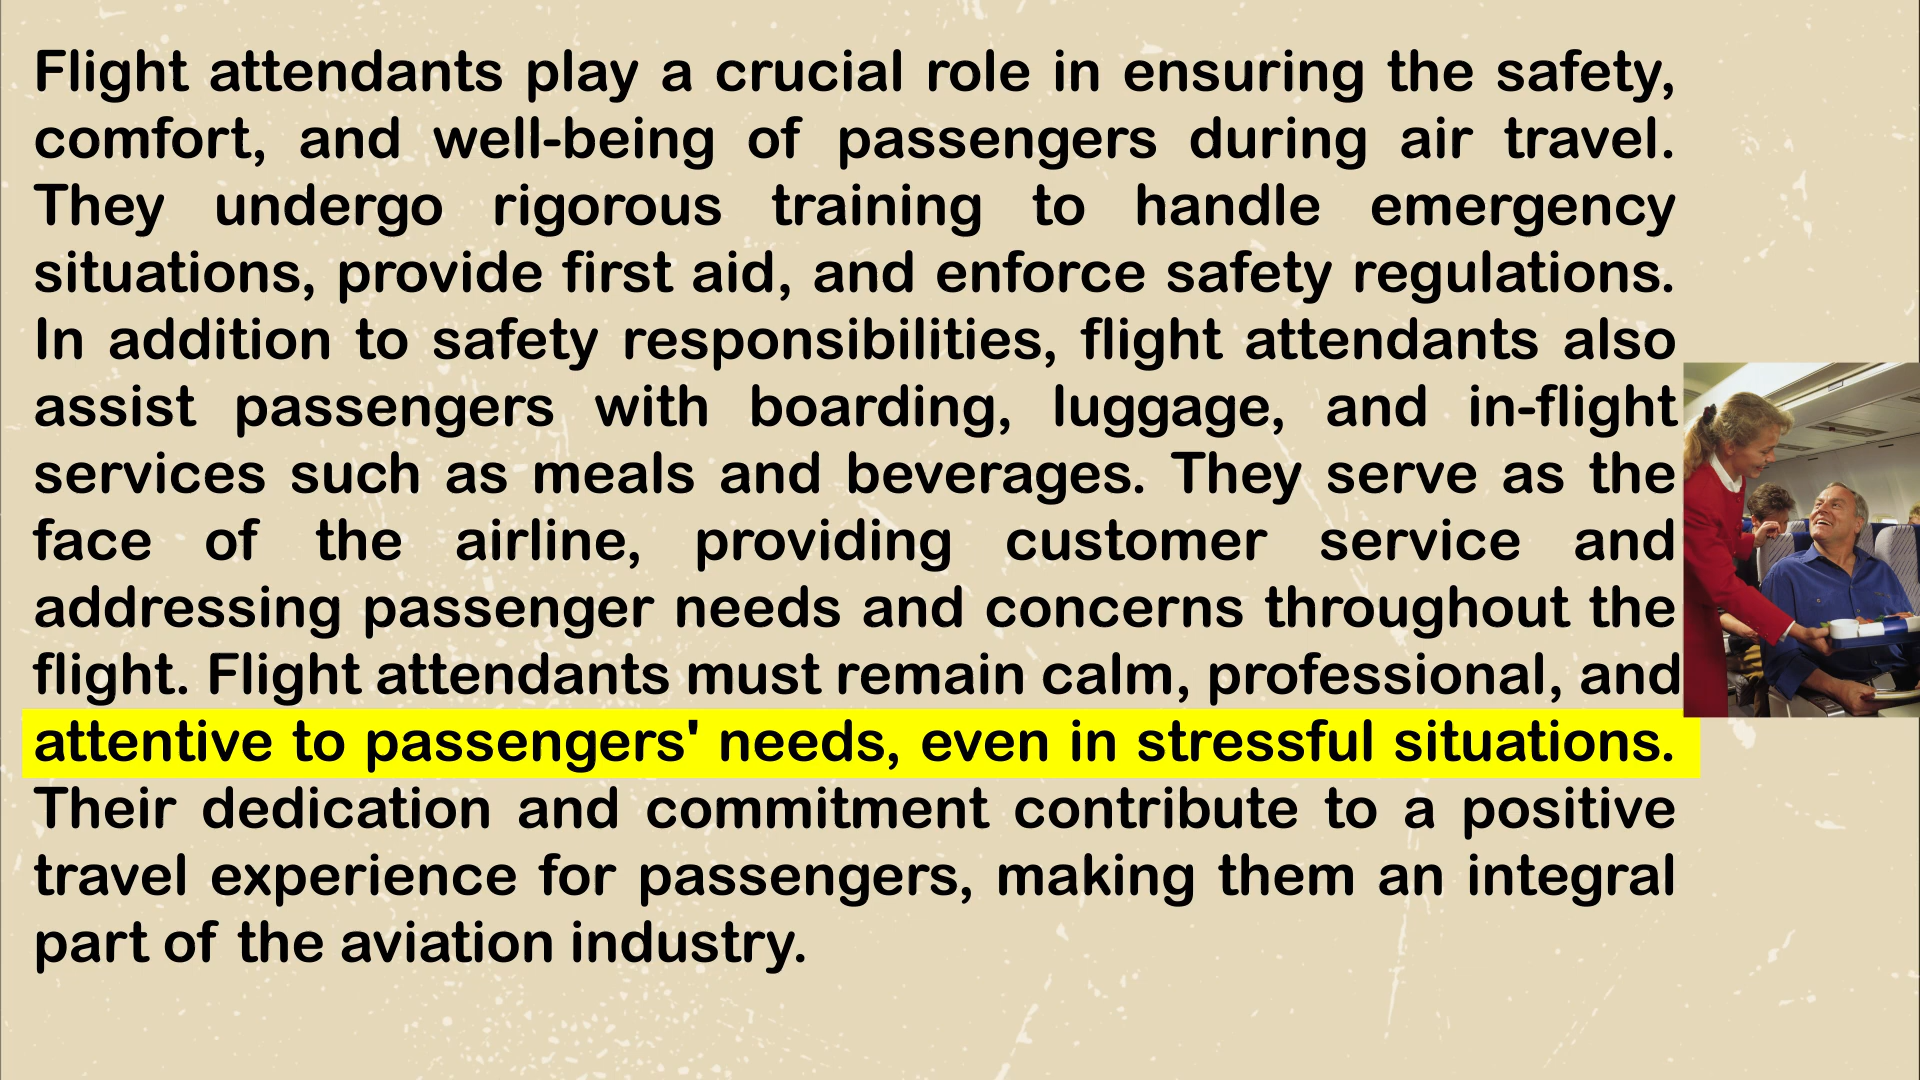 Flight attendants play a crucial role in ensuring the safety,
comfort, and well-being of passengers during air travel.
They undergo rigorous training to handle emergency
situations, provide first aid, and enforce safety regulations.
In addition to safety responsibilities, flight attendants also
assist passengers with boarding, luggage, and in-flight
services such as meals and beverages. They serve as the
face of the airline, providing customer service and
addressing passenger needs and concerns throughout the
flight. Flight attendants must remain calm, professional, and
attentive to passengers' needs, even in stressful situations.
Their dedication and commitment contribute to a positive
travel experience for passengers, making them an integral
part of the aviation industry.